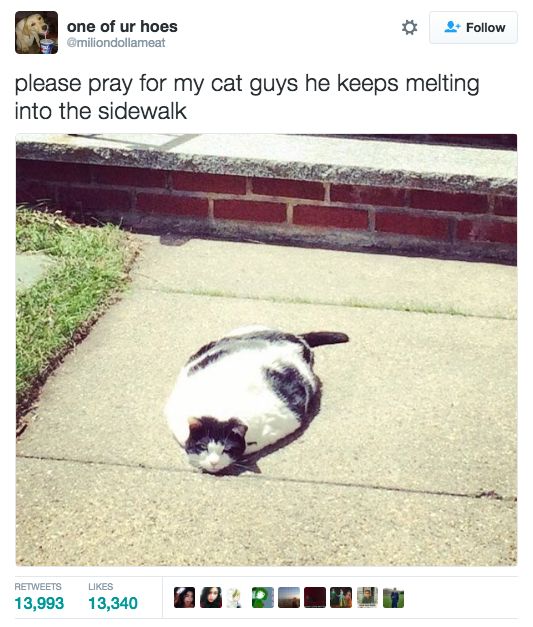 one of ur hoes
@miliondollameat
Follow
please pray for my cat guys he keeps melting
into the sidewalk
RETWEETS LIKES
13,993 13,340